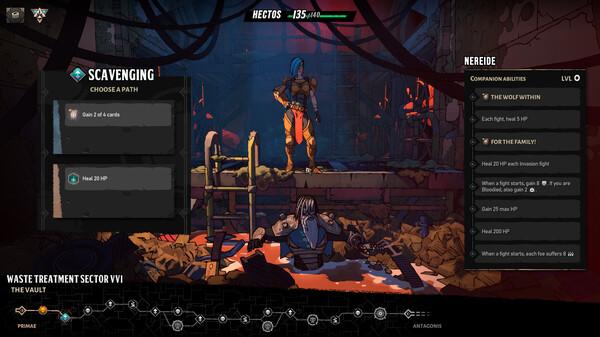 HECTOS 135/140
SCAVENGING
CHOOSE A PATH
Gain 2 of 4 cards
Heal 20 HP
NEREIDE
COMPANION ABILITIES LVL 0
THE WOLF WITHIN
Each fight, heal 5 HP
FOR THE FAMILY!
Heal 20 HP each Invasion fight
When a fight starts, gain 8 . If you are
Bloodied, also gain 2 .
Gain 25 max HP
Heal 200 HP
When a fight starts, each foe suffers 8
WASTE TREATMENT SECTOR VVI
THE VAULT
PRIMAE
ANTAGONIS